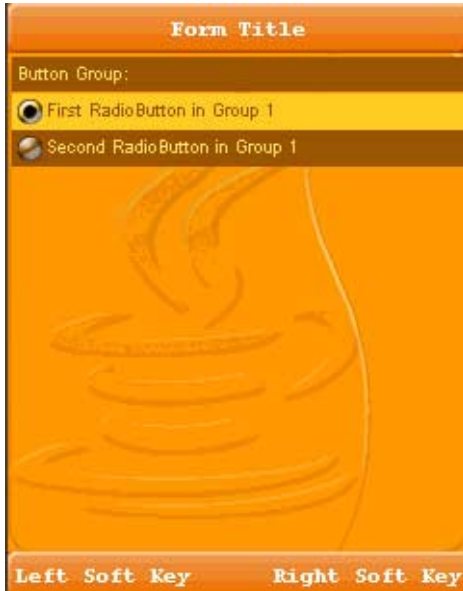 Form Title
Button Group:
First RadioButton in Group 1
Second RadioButton in Group 1
Left Soft Key Right Soft Key